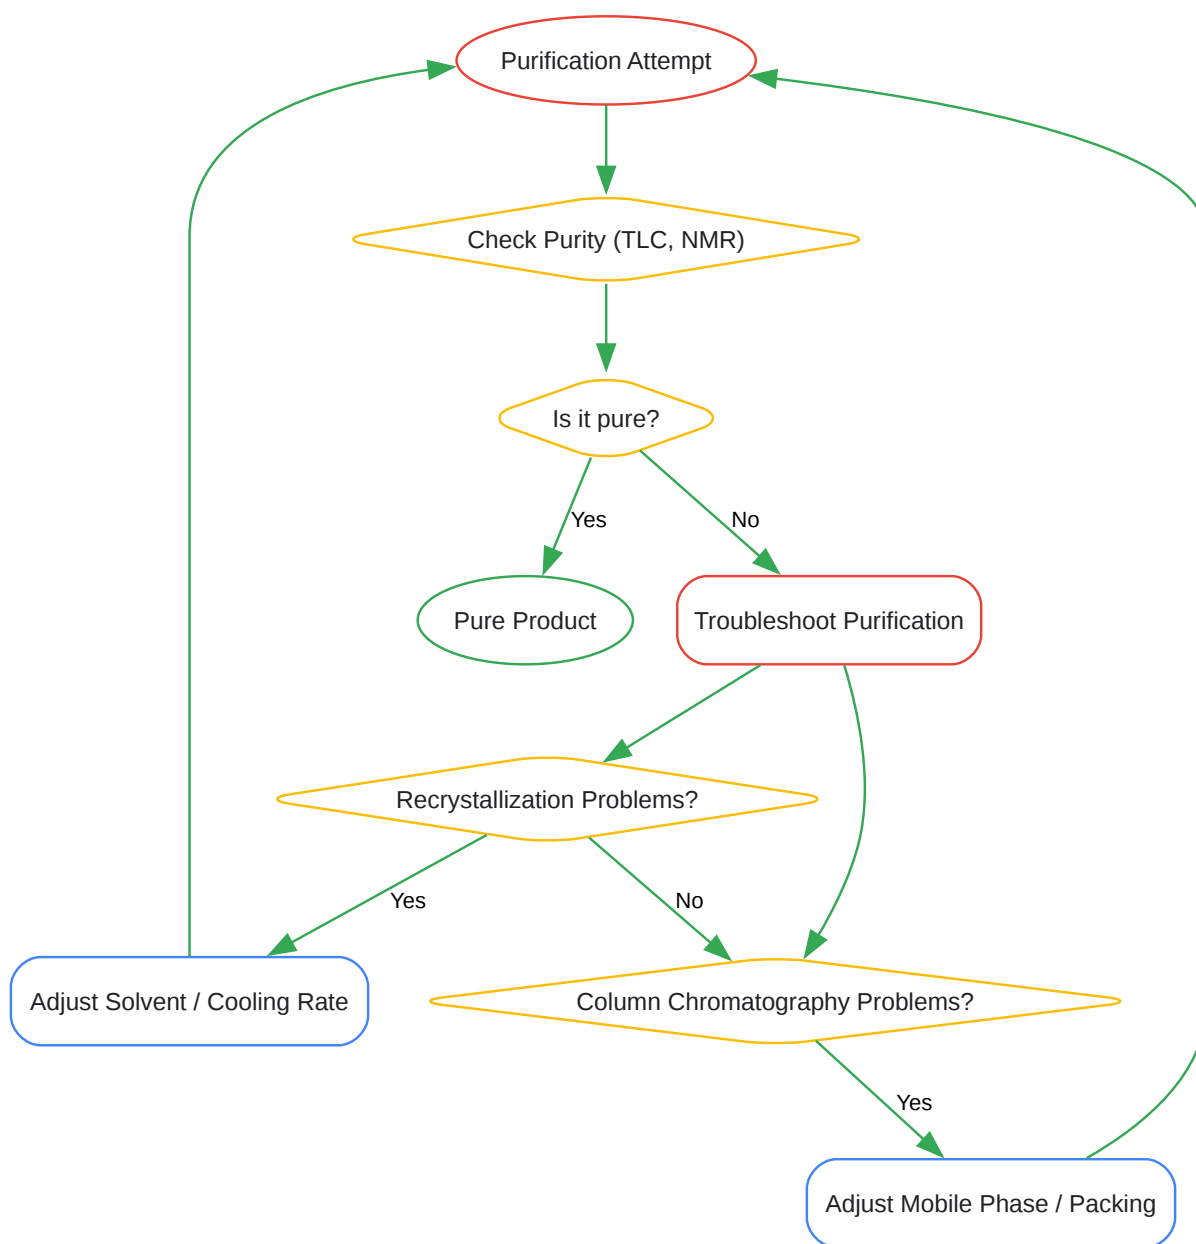 Purification Attempt
Check Purity (TLC, NMR)
Is it pure?
Yes
No
Pure Product
Troubleshoot Purification
Recrystallization Problems?
Yes
No
Adjust Solvent / Cooling Rate
Column Chromatography Problems?
Yes
Adjust Mobile Phase / Packing